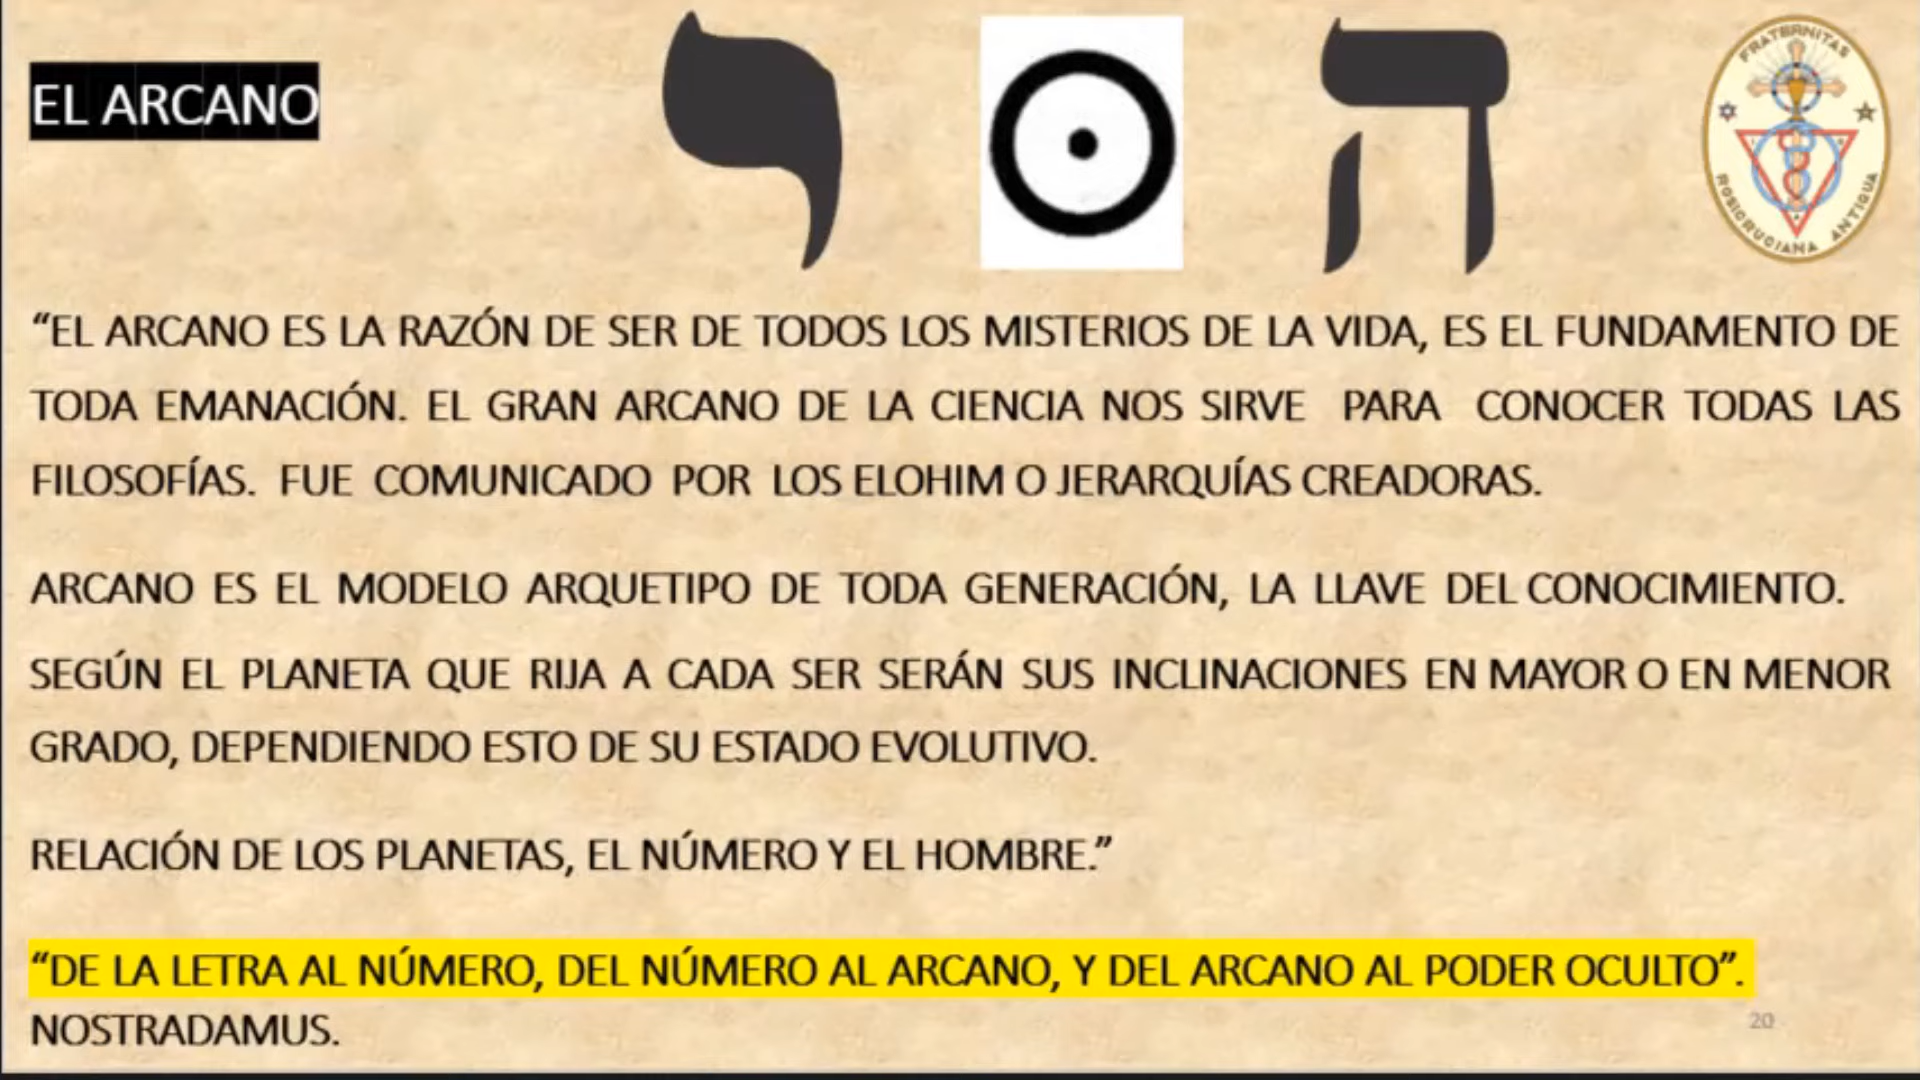 EL ARCANO
י ה
FRATERNITAS
ROSICRUCIANA ANTIQUA
“EL ARCANO ES LA RAZÓN DE SER DE TODOS LOS MISTERIOS DE LA VIDA, ES EL FUNDAMENTO DE
TODA EMANACIÓN. EL GRAN ARCANO DE LA CIENCIA NOS SIRVE PARA CONOCER TODAS LAS
FILOSOFÍAS. FUE COMUNICADO POR LOS ELOHIM O JERARQUÍAS CREADORAS.
ARCANO ES EL MODELO ARQUETIPO DE TODA GENERACIÓN, LA LLAVE DEL CONOCIMIENTO.
SEGÚN EL PLANETA QUE RIJA A CADA SER SERÁN SUS INCLINACIONES EN MAYOR O EN MENOR
GRADO, DEPENDIENDO ESTO DE SU ESTADO EVOLUTIVO.
RELACIÓN DE LOS PLANETAS, EL NÚMERO Y EL HOMBRE.”
“DE LA LETRA AL NÚMERO, DEL NÚMERO AL ARCANO, Y DEL ARCANO AL PODER OCULTO”.
NOSTRADAMUS.
20